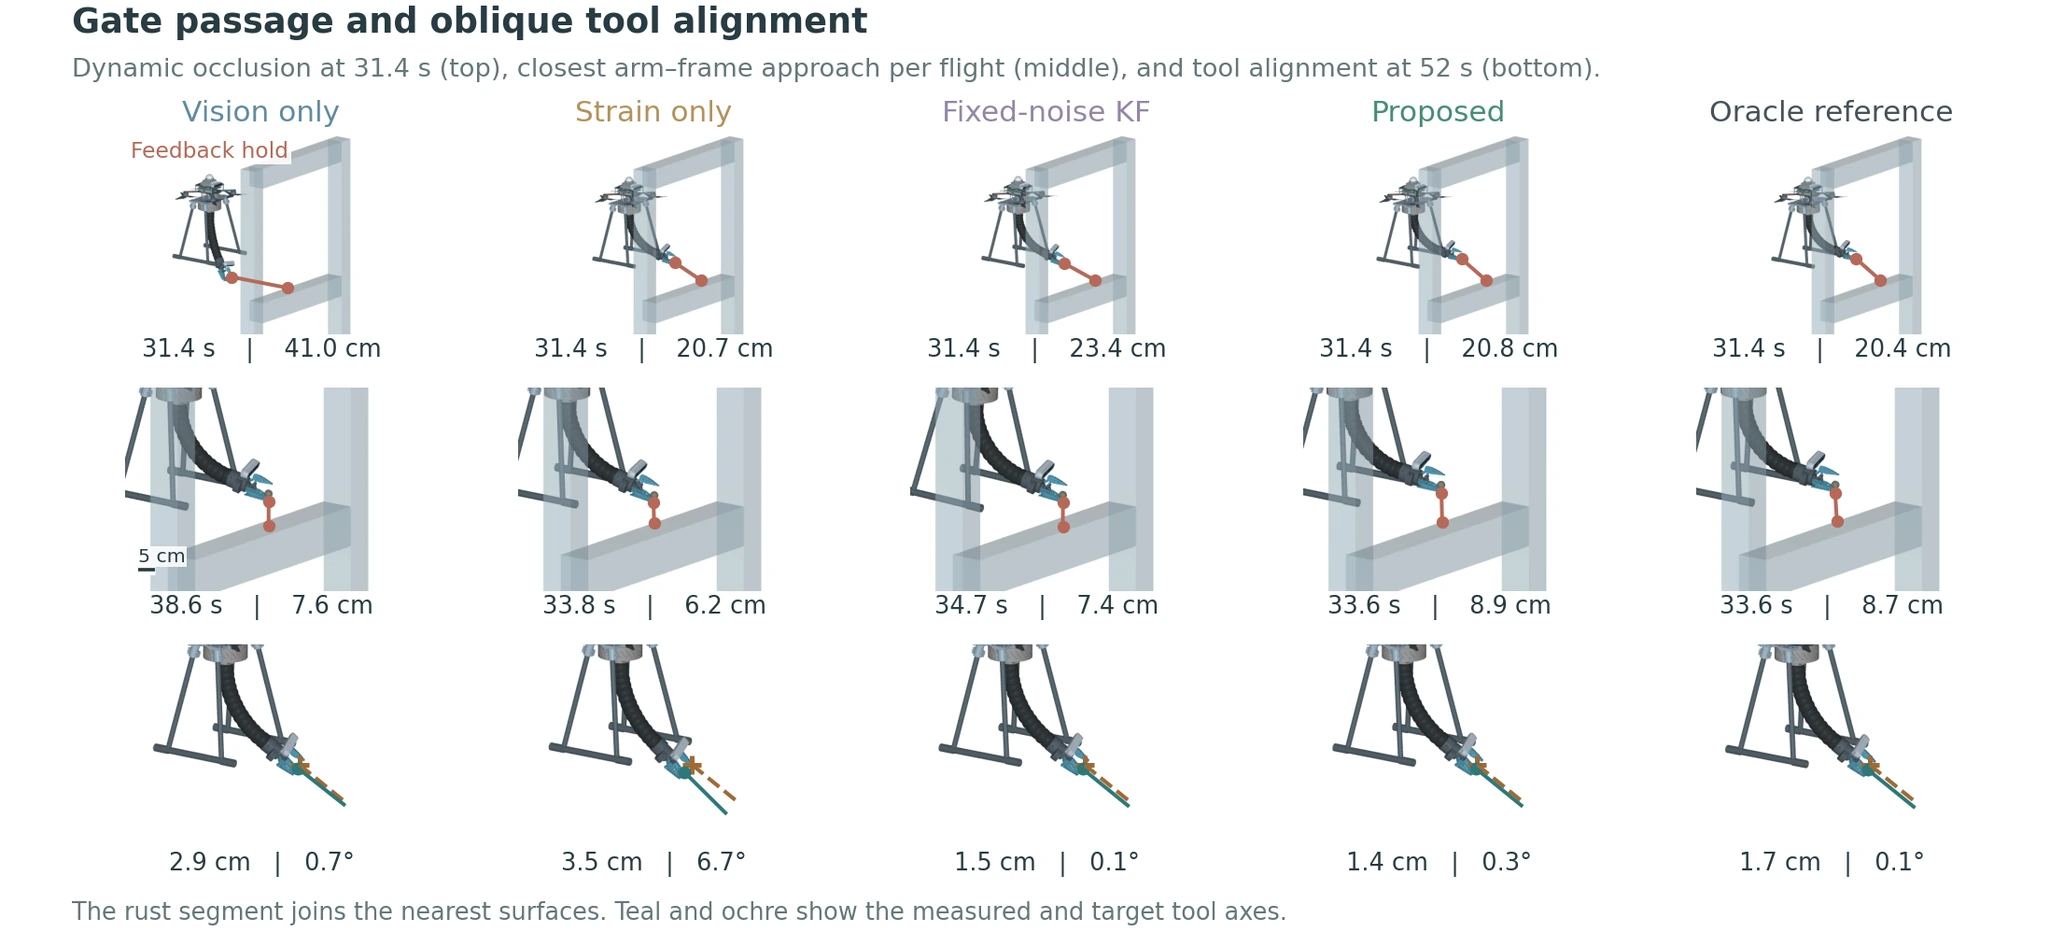 Gate passage and oblique tool alignment
Dynamic occlusion at 31.4 s (top), closest arm–frame approach per flight (middle), and tool alignment at 52 s (bottom).
Vision only
Strain only
Fixed-noise KF
Proposed
Oracle reference
Feedback hold
31.4 s | 41.0 cm
31.4 s | 20.7 cm
31.4 s | 23.4 cm
31.4 s | 20.8 cm
31.4 s | 20.4 cm
5 cm
38.6 s | 7.6 cm
33.8 s | 6.2 cm
34.7 s | 7.4 cm
33.6 s | 8.9 cm
33.6 s | 8.7 cm
2.9 cm | 0.7°
3.5 cm | 6.7°
1.5 cm | 0.1°
1.4 cm | 0.3°
1.7 cm | 0.1°
The rust segment joins the nearest surfaces. Teal and ochre show the measured and target tool axes.